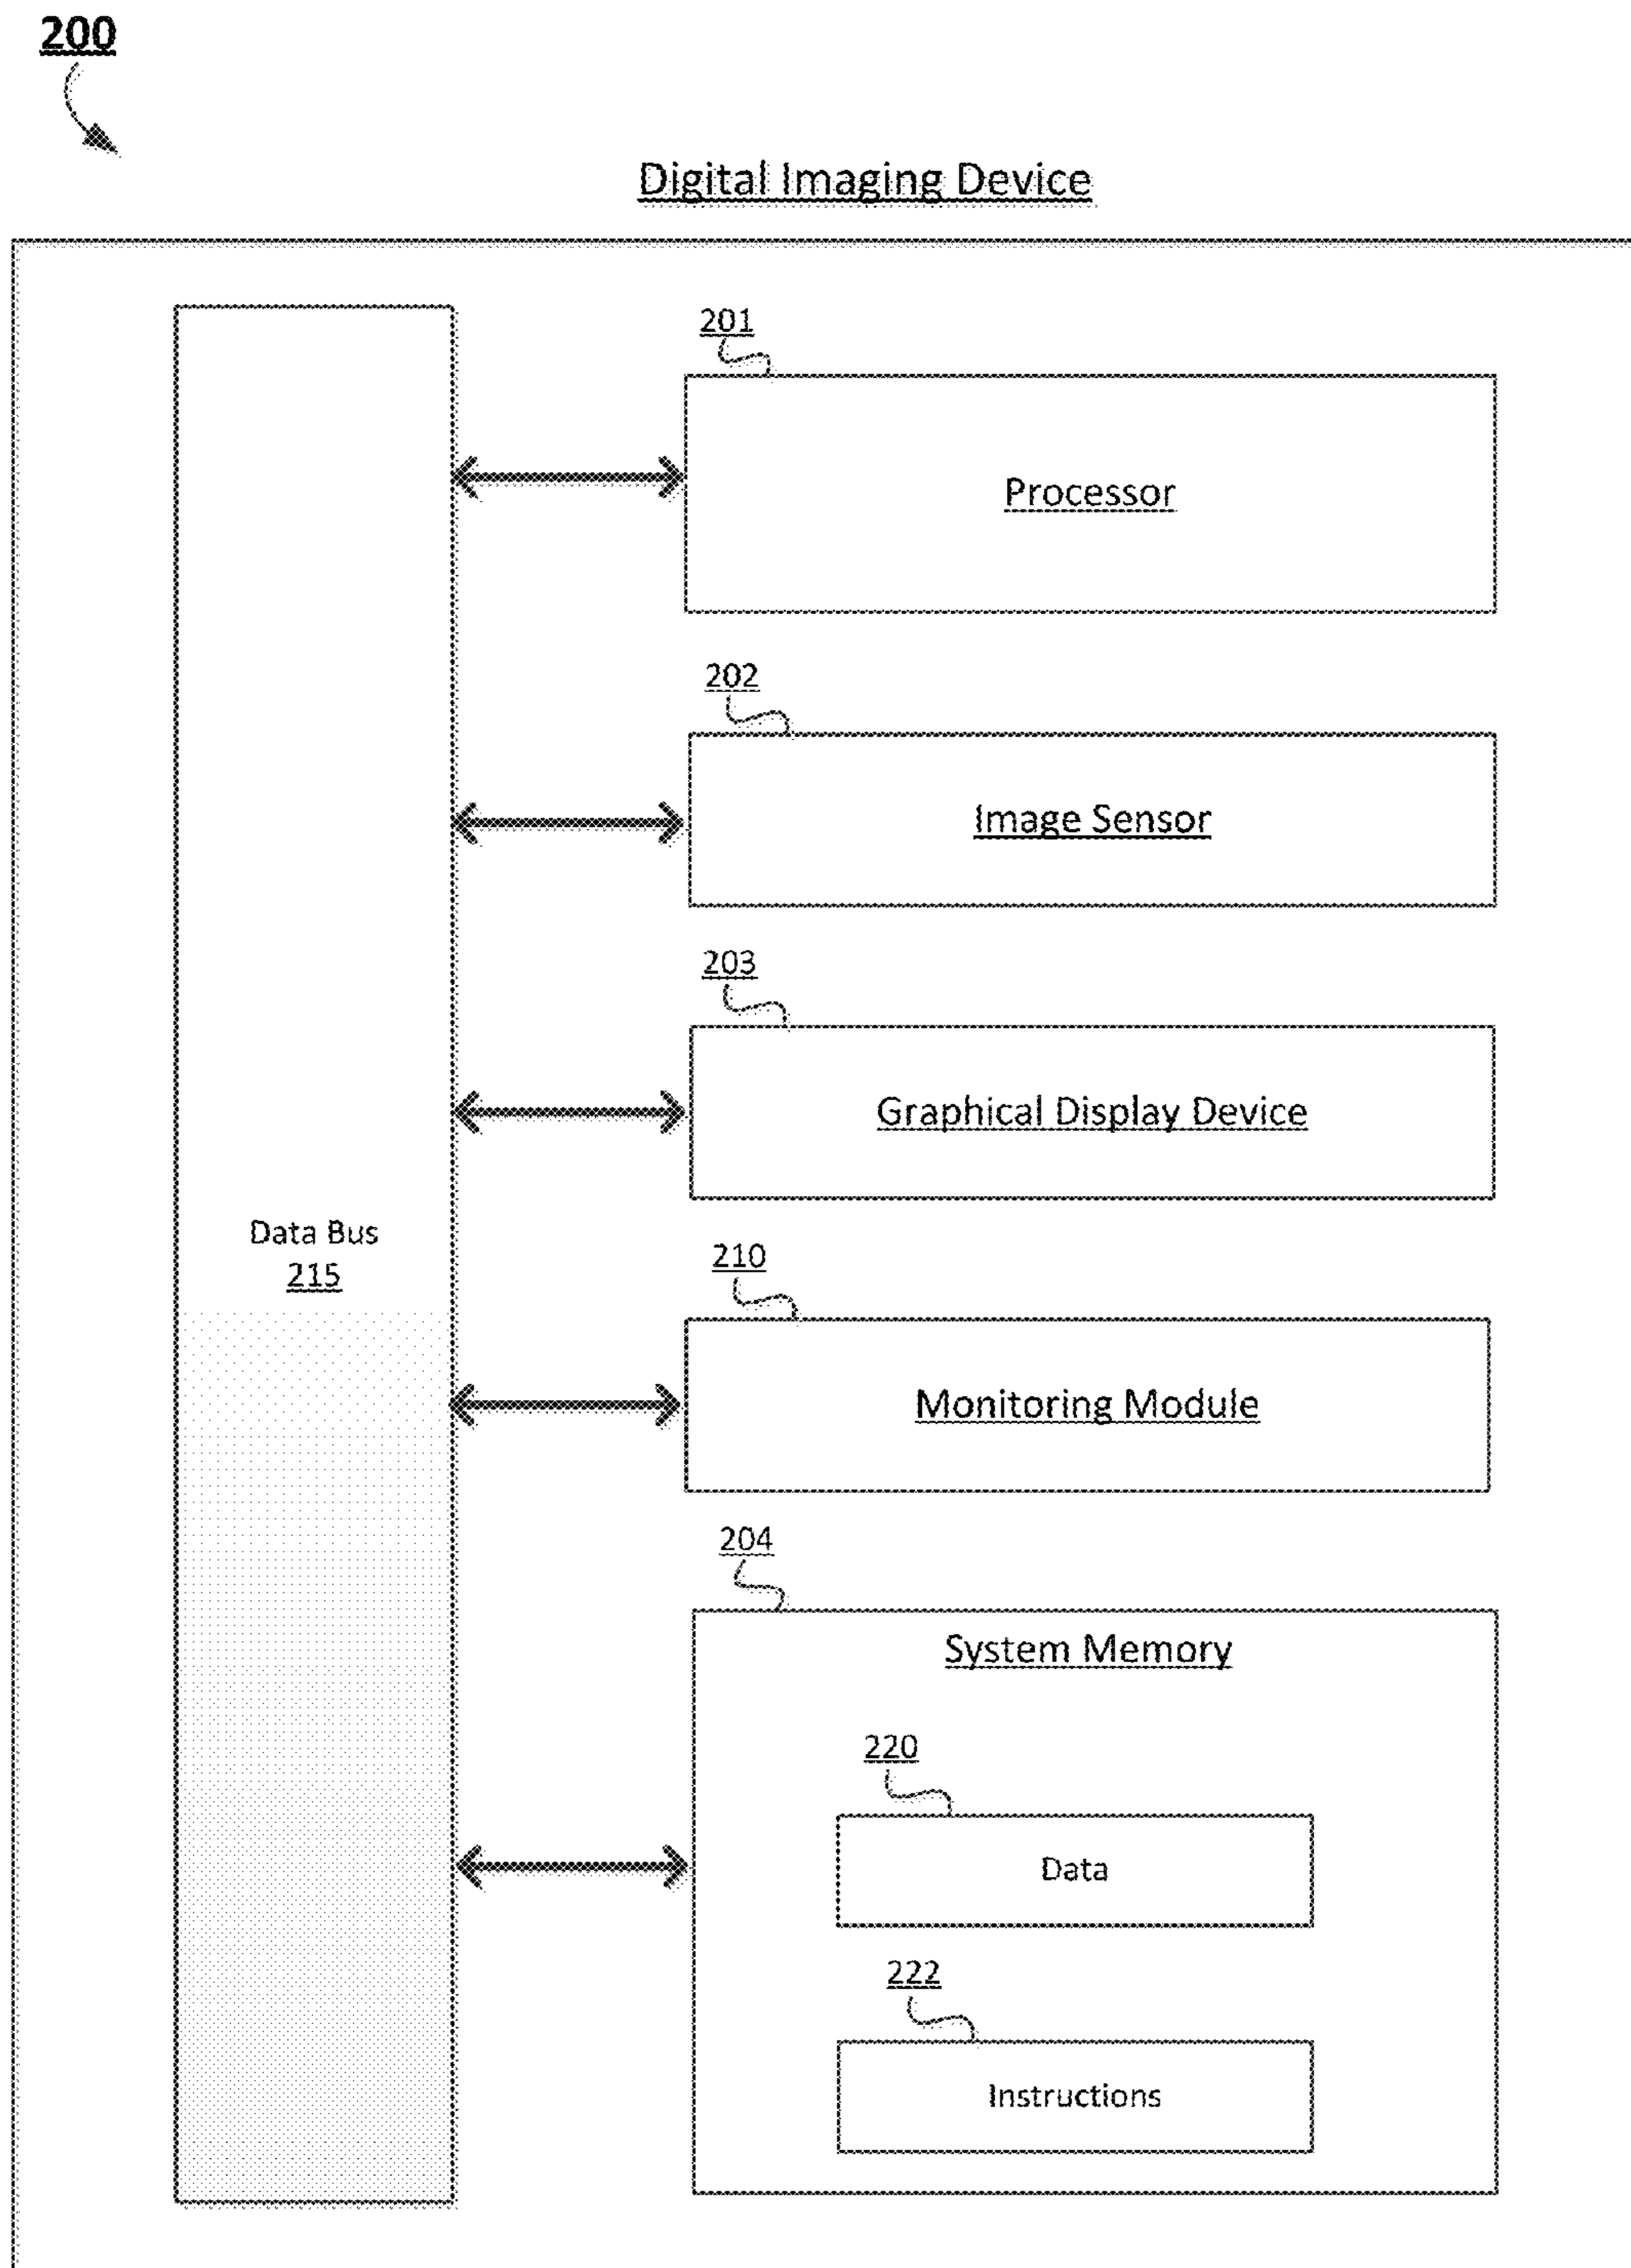 200
Digital Imaging Device
201
Processor
202
Image Sensor
203
Graphical Display Device
Data Bus
215
210
Monitoring Module
204
System Memory
220
Data
222
Instructions